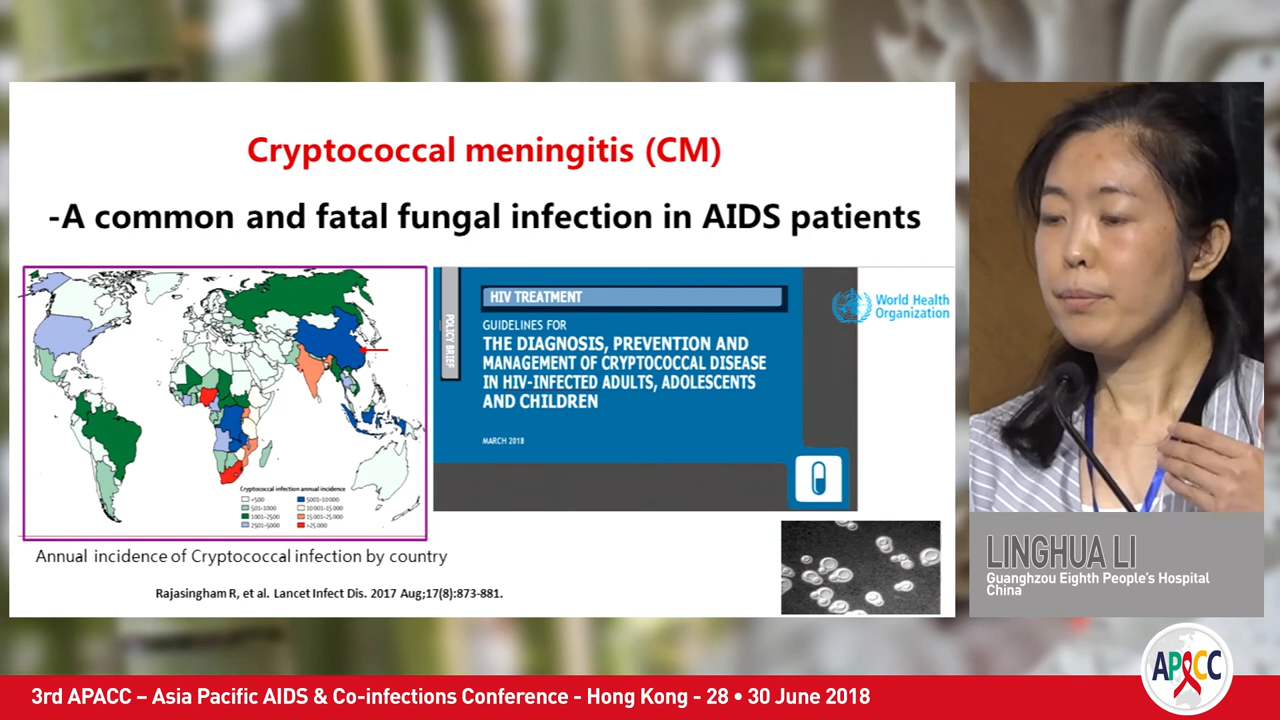 Cryptococcal meningitis (CM)
-A common and fatal fungal infection in AIDS patients
Cryptococcal infection annual incidence
<500
501–1000
1001–2500
2501–5000
5001–10 000
10 001–15 000
15 001–25 000
>25 000
POLICY BRIEF
HIV TREATMENT
GUIDELINES FOR
THE DIAGNOSIS, PREVENTION AND
MANAGEMENT OF CRYPTOCOCCAL DISEASE
IN HIV-INFECTED ADULTS, ADOLESCENTS
AND CHILDREN
MARCH 2018
World Health
Organization
Annual incidence of Cryptococcal infection by country
Rajasingham R, et al. Lancet Infect Dis. 2017 Aug;17(8):873-881.
LINGHUA LI
Guanghzou Eighth People's Hospital
China
APACC
3rd APACC – Asia Pacific AIDS & Co-infections Conference - Hong Kong - 28 • 30 June 2018